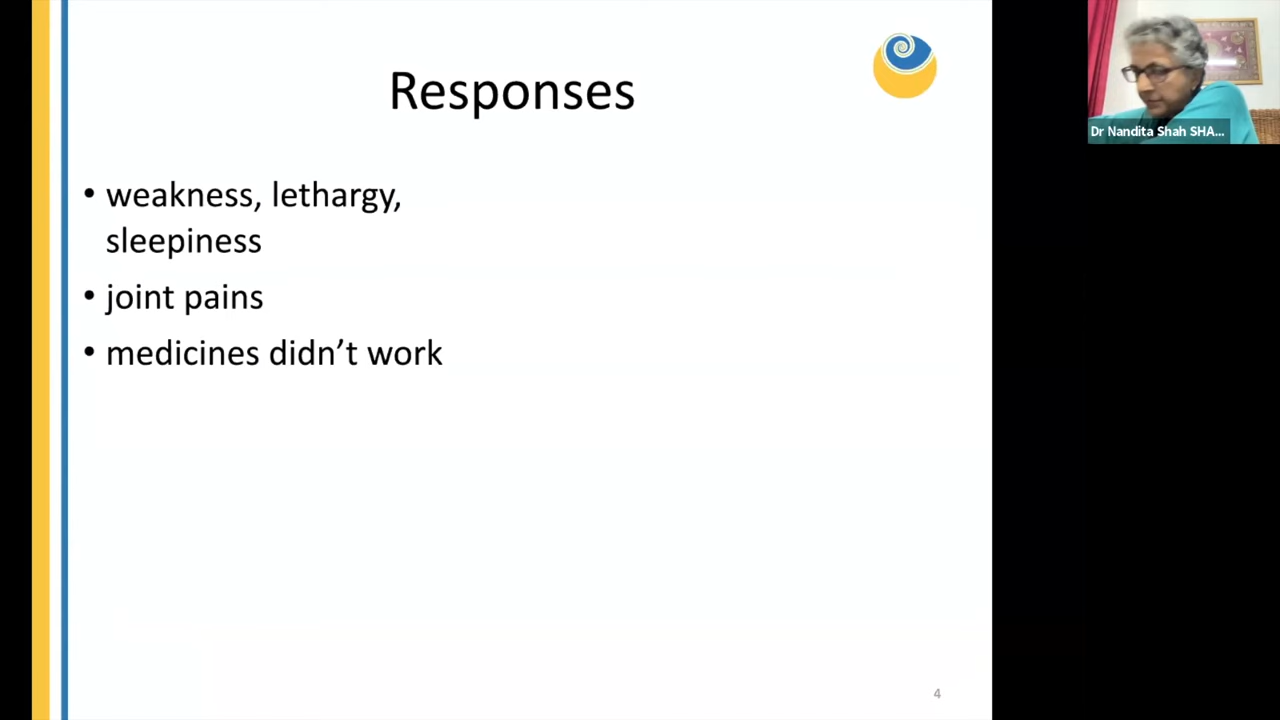 Responses
• weakness, lethargy,
sleepiness
• joint pains
• medicines didn’t work
4
Dr Nandita Shah SHA...